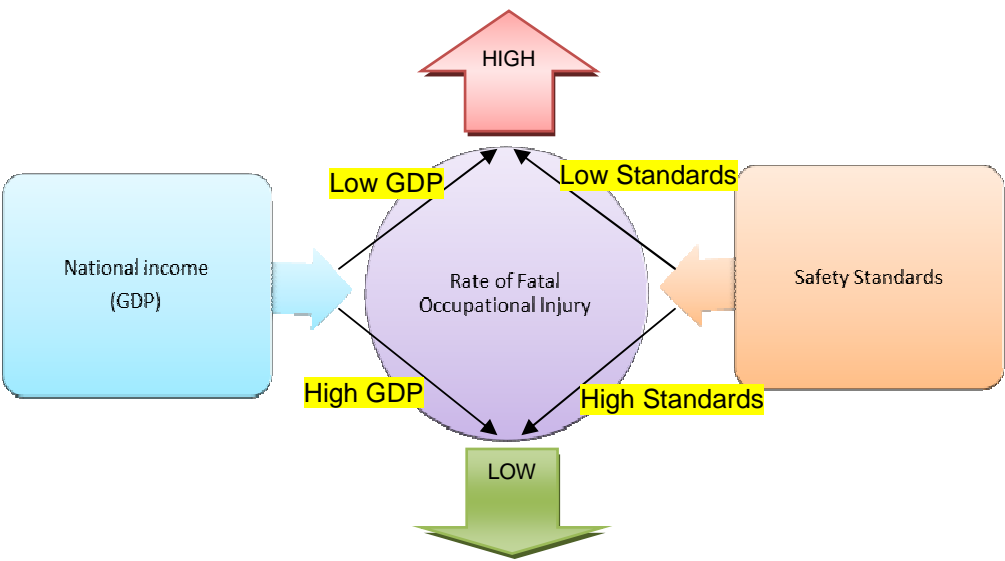 HIGH
Low GDP
Low Standards
National income
(GDP)
Rate of Fatal
Occupational Injury
Safety Standards
High GDP
High Standards
LOW